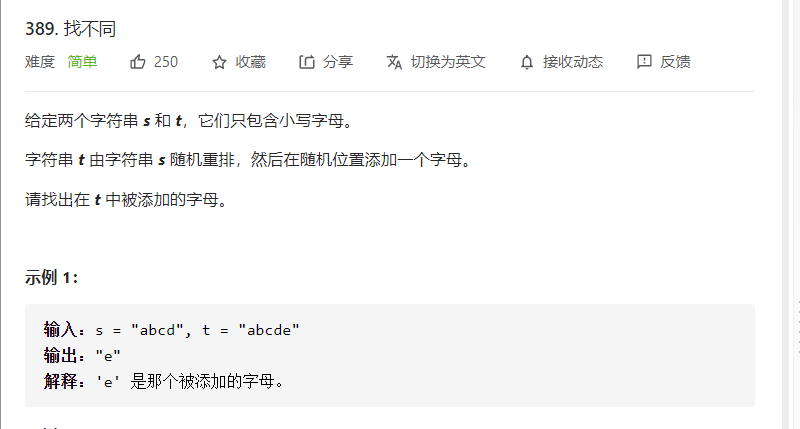 389. 找不同
难度 简单 250 收藏 分享 切换为英文 接收动态 反馈
给定两个字符串 s 和 t，它们只包含小写字母。
字符串 t 由字符串 s 随机重排，然后在随机位置添加一个字母。
请找出在 t 中被添加的字母。
示例 1：
输入：s = "abcd", t = "abcde"
输出："e"
解释：'e' 是那个被添加的字母。